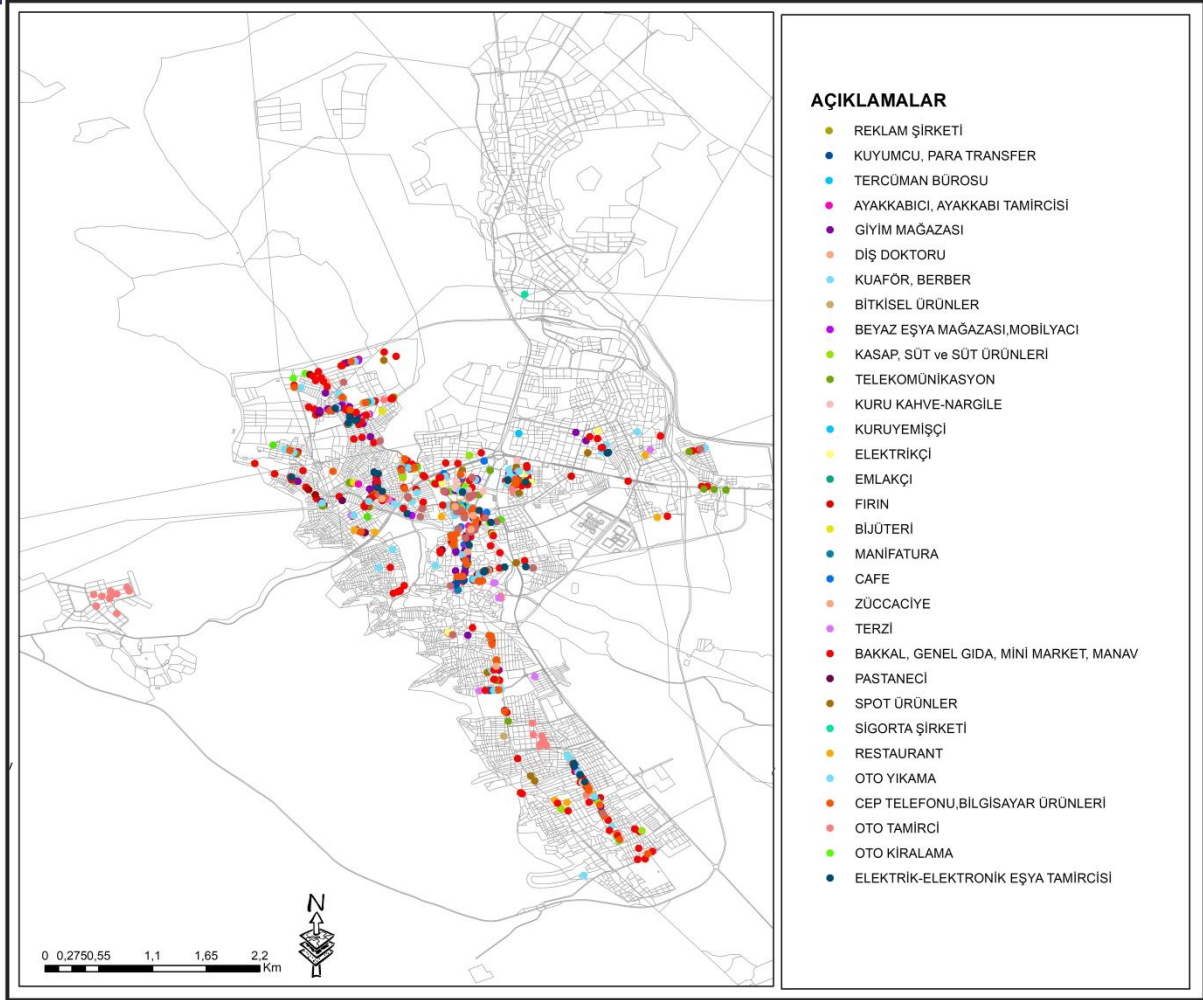 AÇIKLAMALAR
REKLAM ŞİRKETİ
KUYUMCU, PARA TRANSFER
TERCÜMAN BÜROSU
AYAKKABICI, AYAKKABI TAMİRCİSİ
GİYİM MAĞAZASI
DİŞ DOKTORU
KUAFÖR, BERBER
BİTKİSEL ÜRÜNLER
BEYAZ EŞYA MAĞAZASI,MOBİLYACI
KASAP, SÜT ve SÜT ÜRÜNLERİ
TELEKOMÜNİKASYON
KURU KAHVE-NARGİLE
KURUYEMİŞÇİ
ELEKTRİKÇİ
EMLAKÇI
FIRIN
BİJÜTERİ
MANİFATURA
CAFE
ZÜCCACİYE
TERZİ
BAKKAL, GENEL GIDA, MİNİ MARKET, MANAV
PASTANECİ
SPOT ÜRÜNLER
SİGORTA ŞİRKETİ
RESTAURANT
OTO YIKAMA
CEP TELEFONU,BİLGİSAYAR ÜRÜNLERİ
OTO TAMİRCİ
OTO KİRALAMA
ELEKTRİK-ELEKTRONİK EŞYA TAMİRCİSİ
N
0 0,2750,55 1,1 1,65 2,2
Km